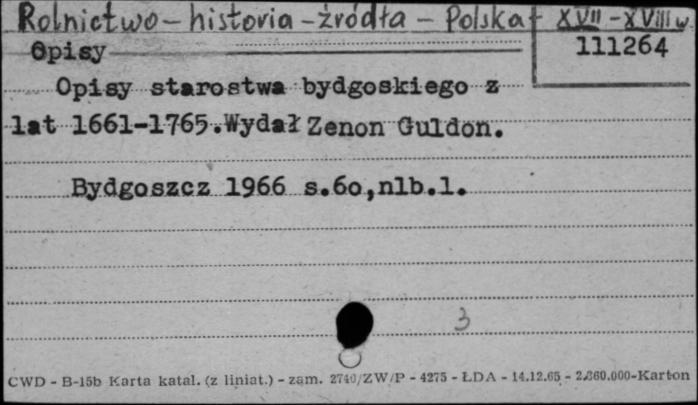 Rolnictwo - historia - źródła - Polska - XVII - XVIII w.
Opisy
111264
Opisy starostwa bydgoskiego z
lat 1661-1765.Wydał Zenon Guldon.
Bydgoszcz 1966 s.6o,nlb.1.
3
CWD - B-15b Karta katal. (z liniat.) - zam. 2740/ZW/P - 4275 - ŁDA - 14.12.65 - 2.860.000-Karton